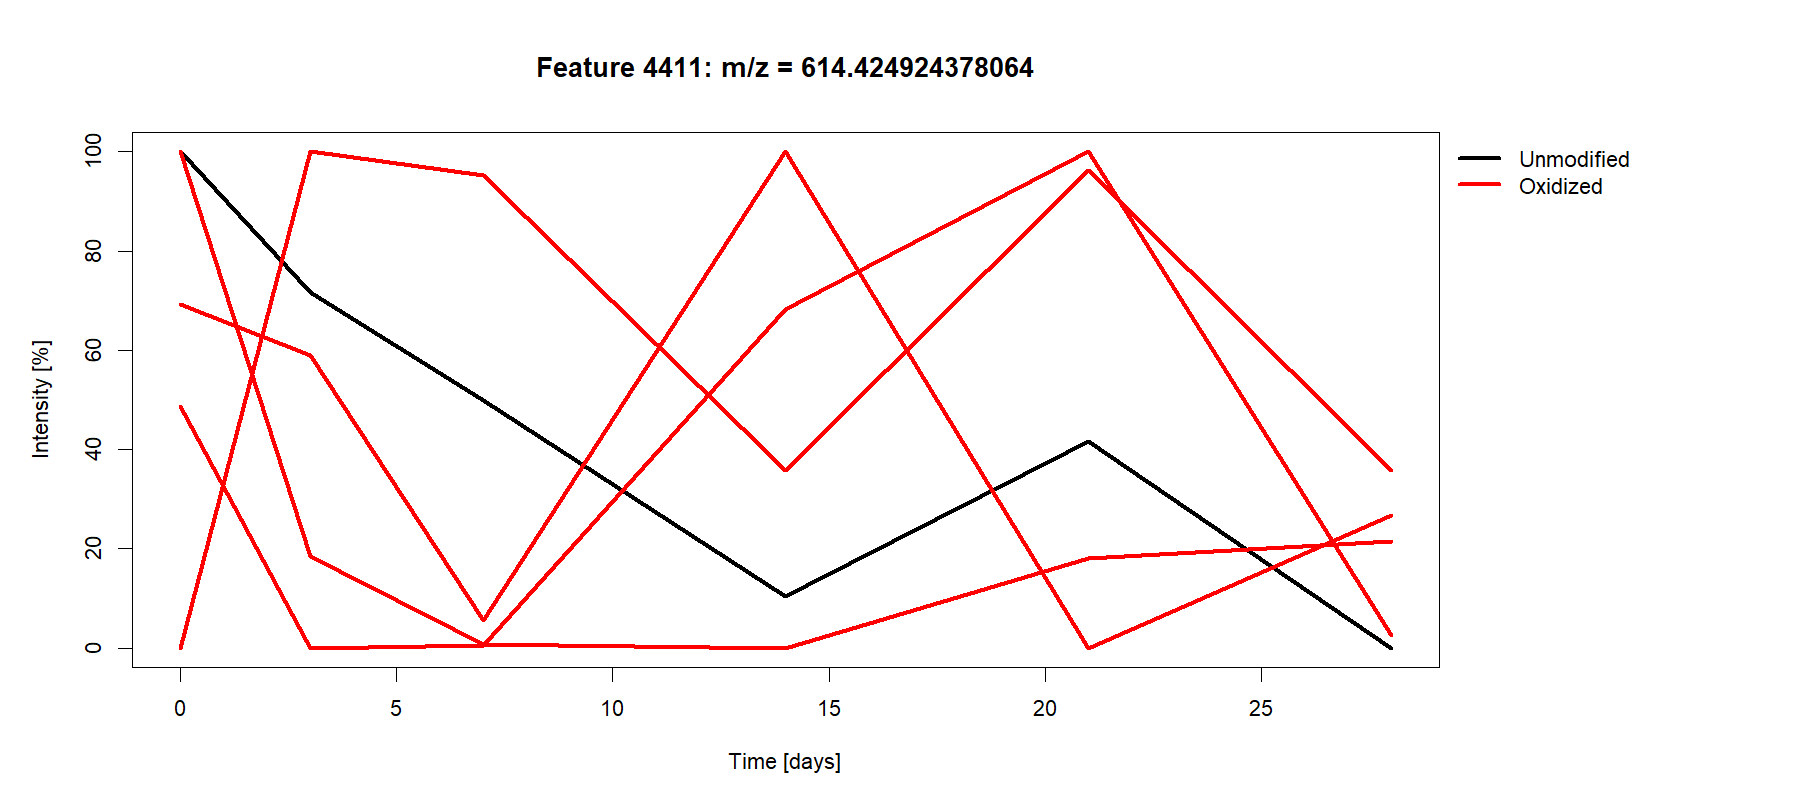 Feature 4411: m/z = 614.424924378064
Unmodified
Oxidized
Intensity [%]
100
80
60
40
20
0
0 5 10 15 20 25
Time [days]